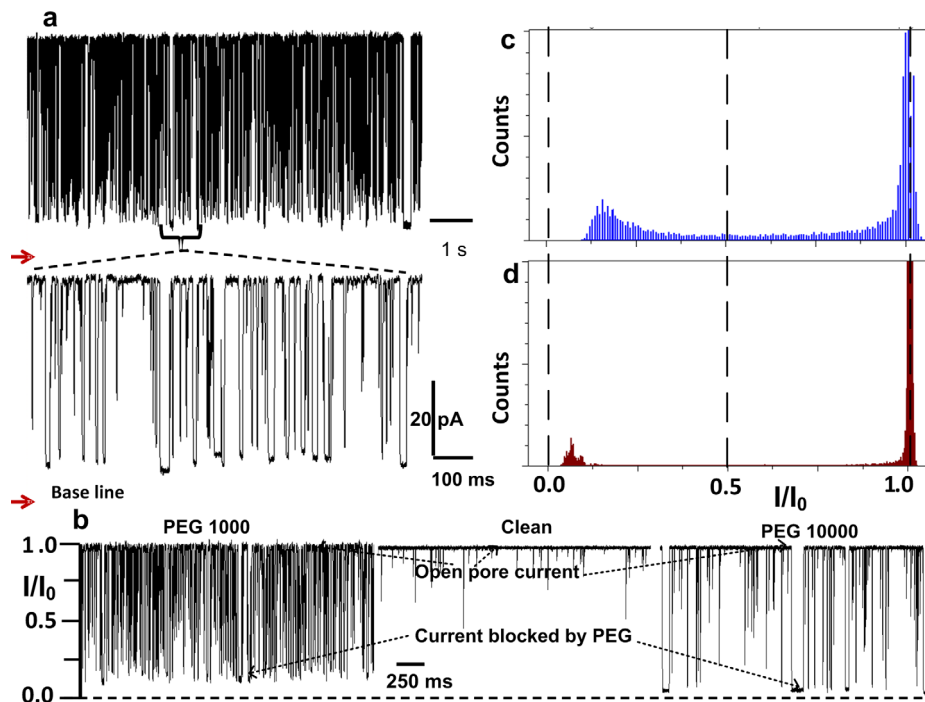 a
1 s
20 pA
100 ms
Base line
c
Counts
d
Counts
0.0
0.5
1.0
I/I0
b
PEG 1000
Clean
PEG 10000
1.0
Open pore current
I/I0
0.5
Current blocked by PEG
250 ms
0.0